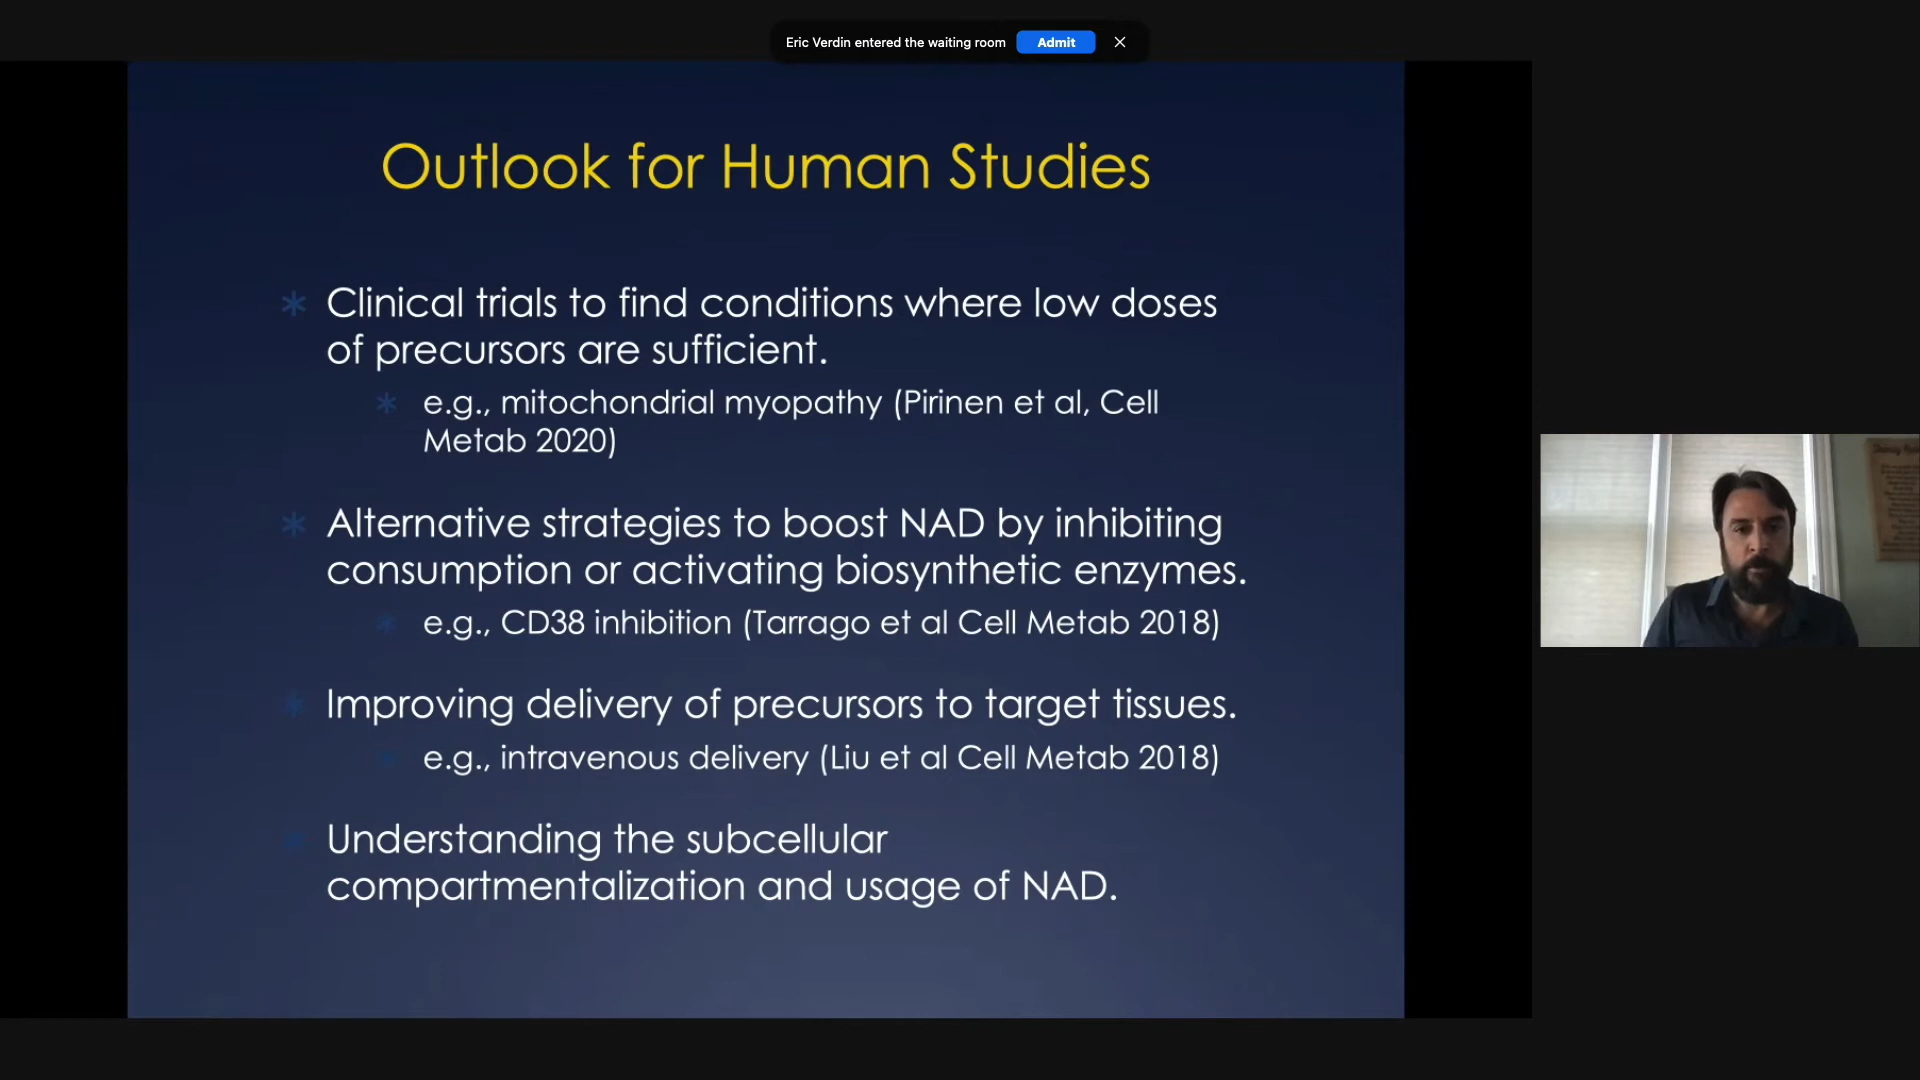 Eric Verdin entered the waiting room Admit
Outlook for Human Studies
Clinical trials to find conditions where low doses
of precursors are sufficient.
e.g., mitochondrial myopathy (Pirinen et al, Cell
Metab 2020)
Alternative strategies to boost NAD by inhibiting
consumption or activating biosynthetic enzymes.
e.g., CD38 inhibition (Tarrago et al Cell Metab 2018)
Improving delivery of precursors to target tissues.
e.g., intravenous delivery (Liu et al Cell Metab 2018)
Understanding the subcellular
compartmentalization and usage of NAD.